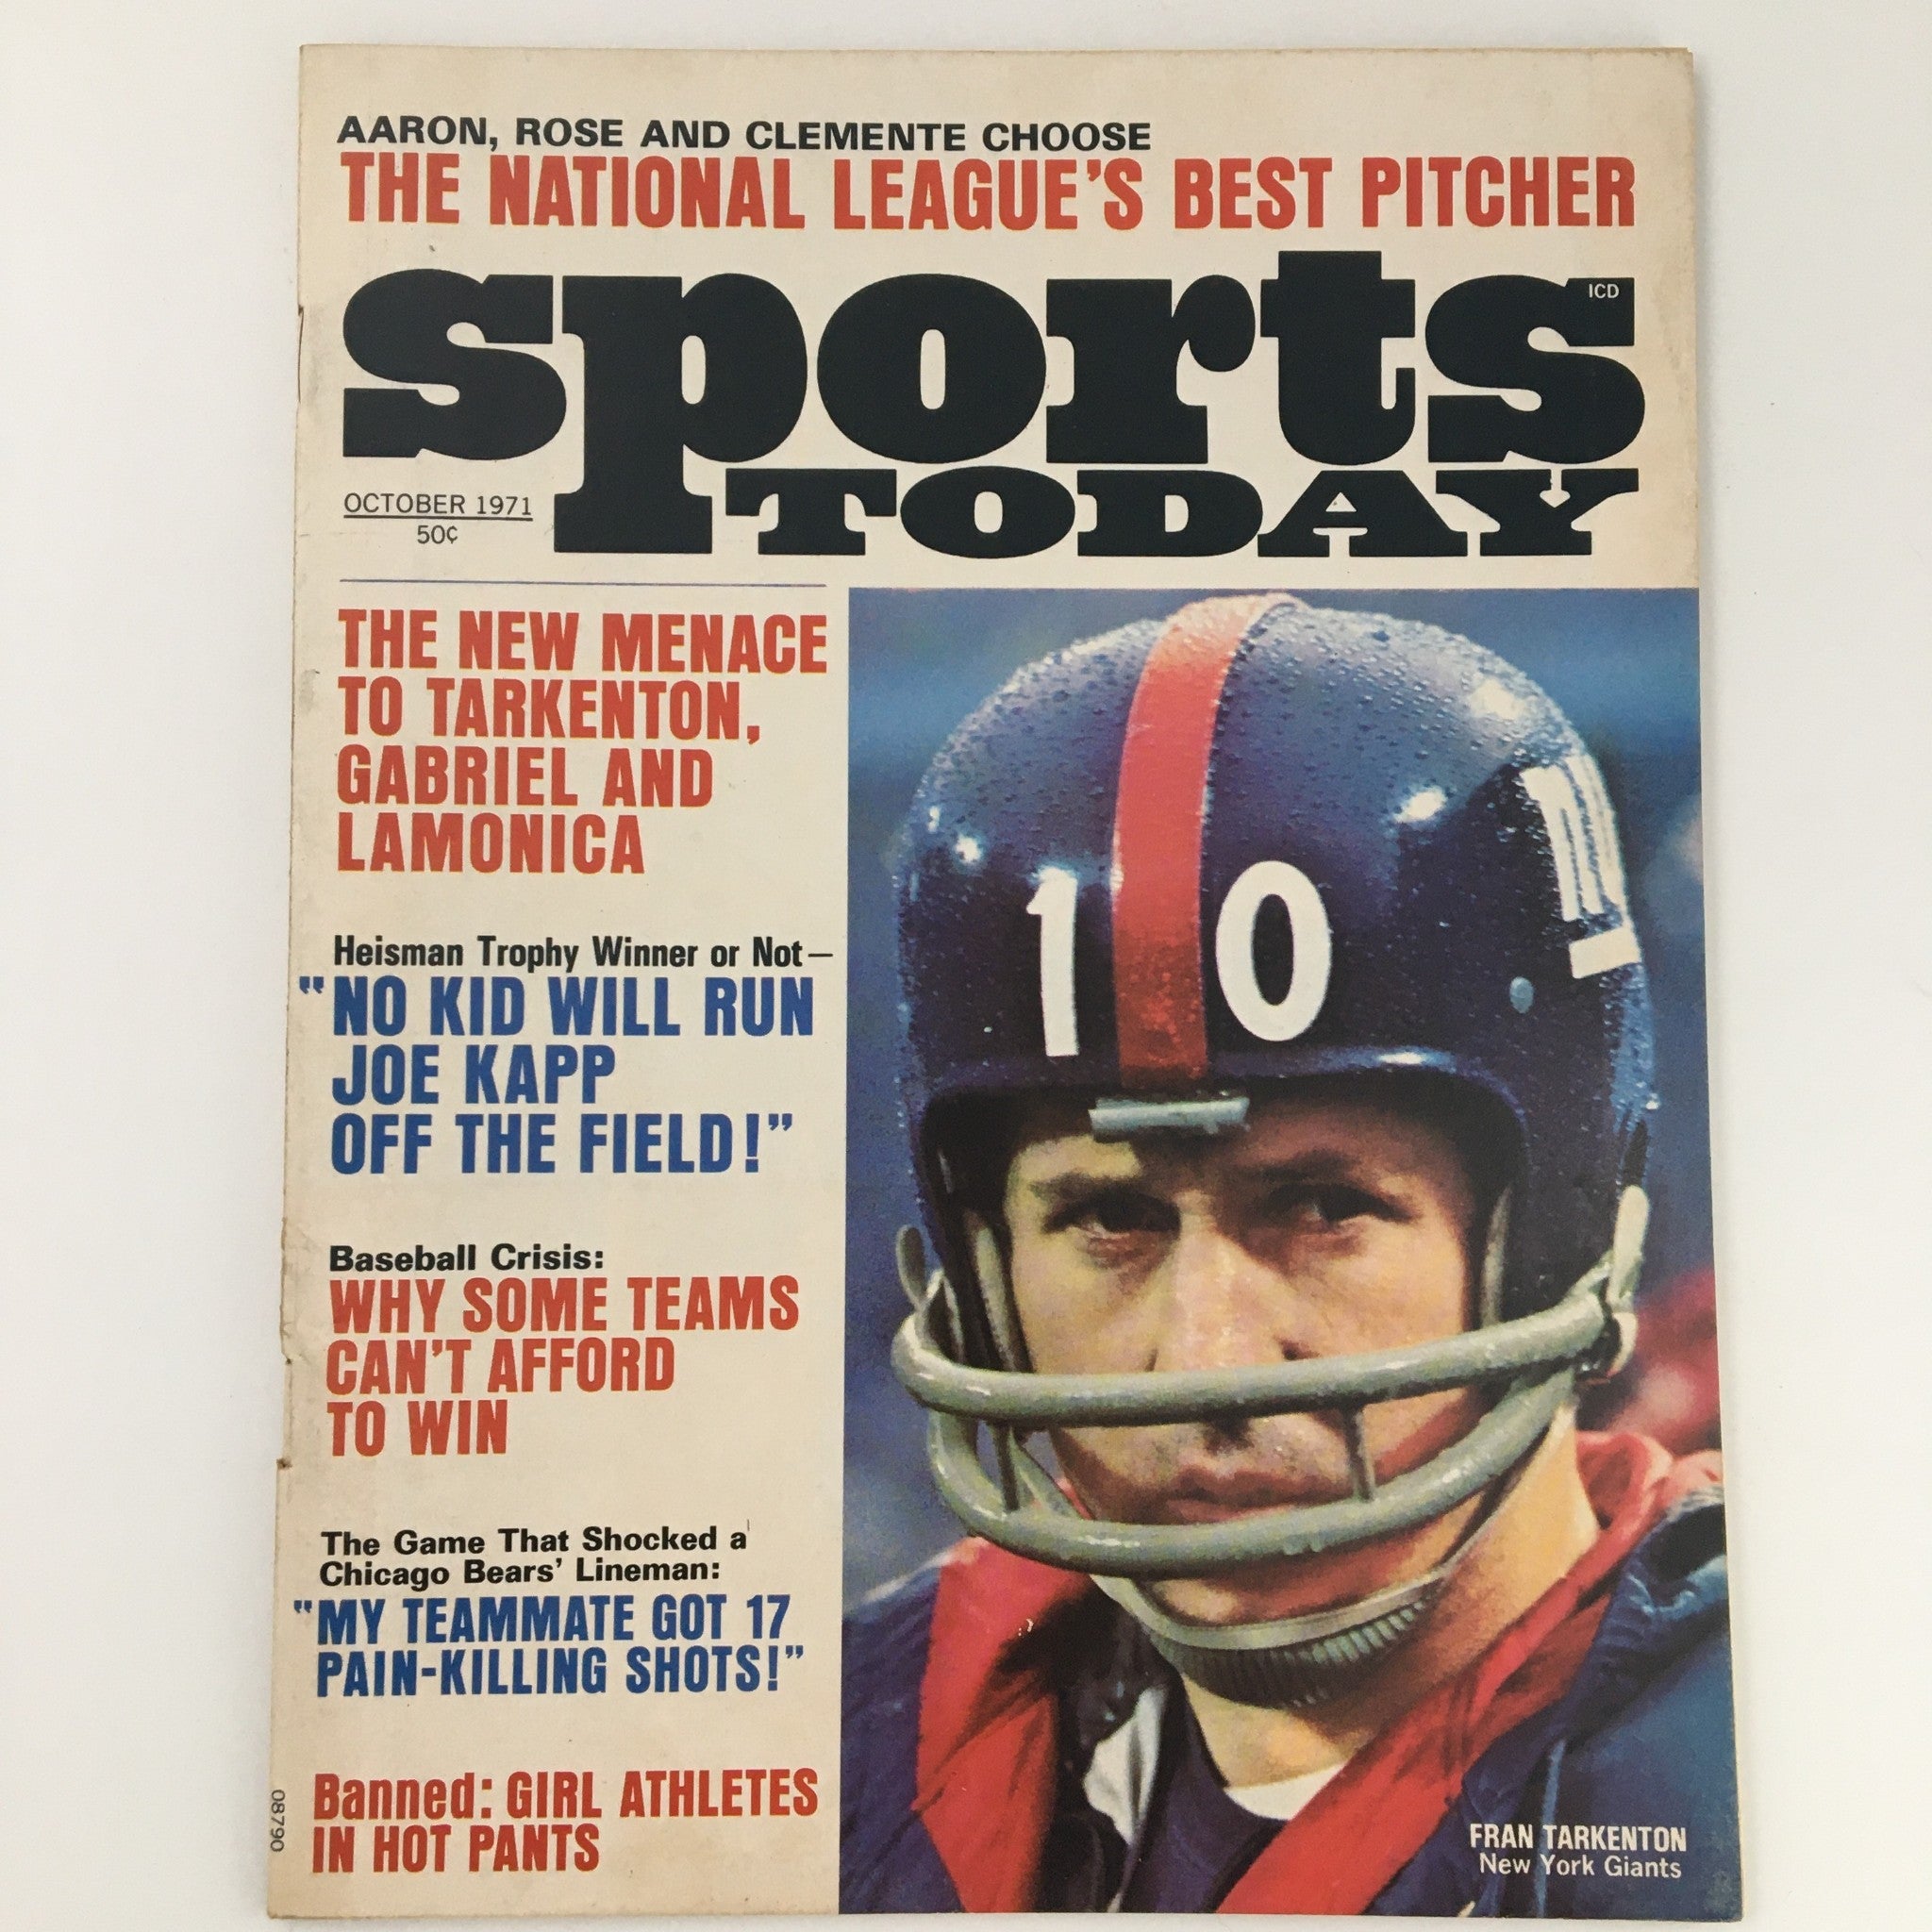 AARON, ROSE AND CLEMENTE CHOOSE
THE NATIONAL LEAGUE'S BEST PITCHER
sports
ICD
TODAY
OCTOBER 1971
50¢
THE NEW MENACE
TO TARKENTON,
GABRIEL AND
LAMONICA
Heisman Trophy Winner or Not—
"NO KID WILL RUN
JOE KAPP
OFF THE FIELD!"
Baseball Crisis:
WHY SOME TEAMS
CAN'T AFFORD
TO WIN
The Game That Shocked a
Chicago Bears' Lineman:
"MY TEAMMATE GOT 17
PAIN-KILLING SHOTS!"
Banned: GIRL ATHLETES
IN HOT PANTS
08790
10
FRAN TARKENTON
New York Giants